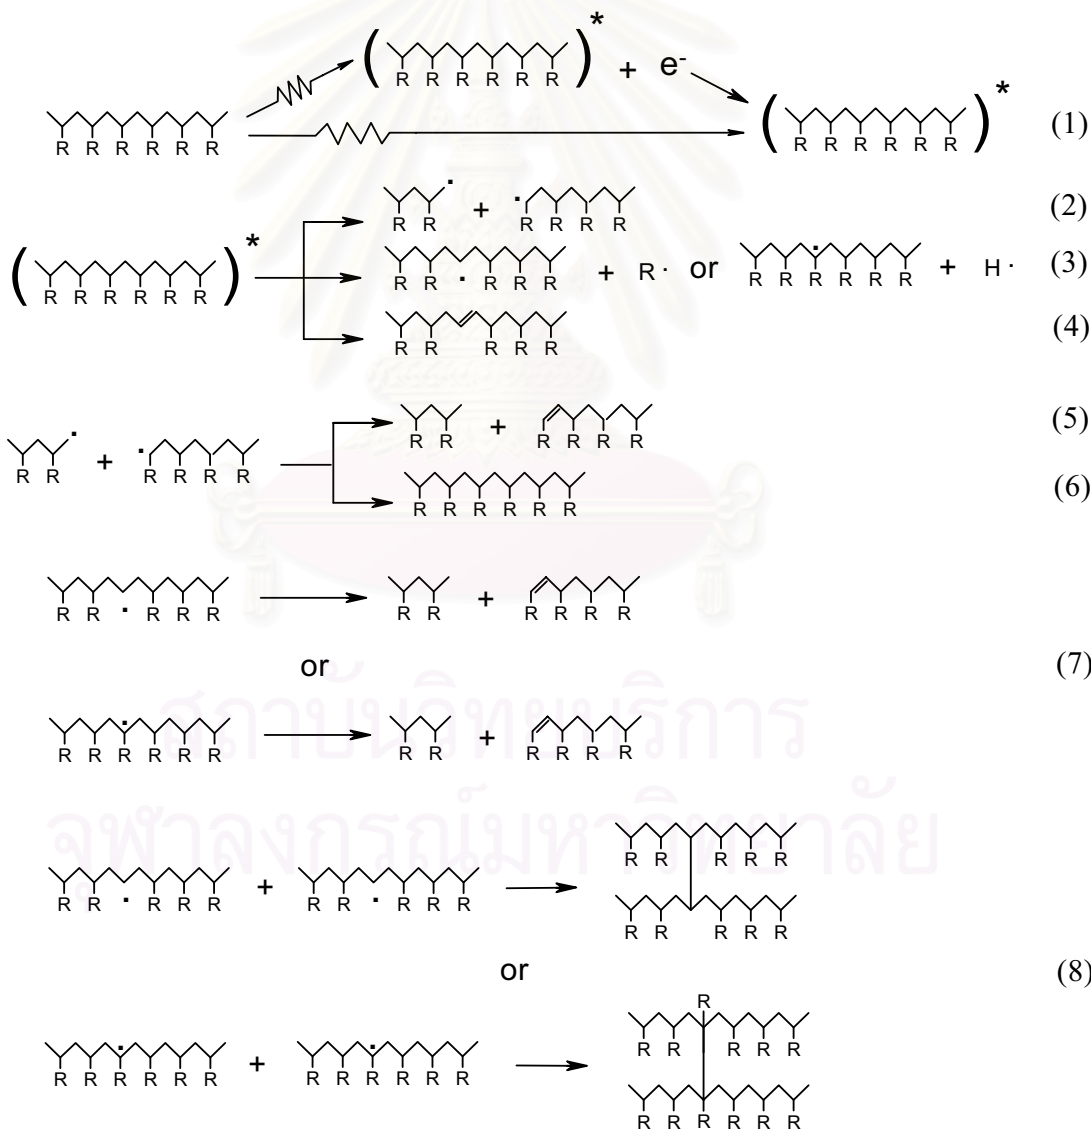 ( R R R R R R )* + e-
R R R R R R
( R R R R R R )* (1)
R R · + · R R R R (2)
( R R R R R R )*
R R · R R R + R · or R R · R R R R + H · (3)
R R R R R (4)
R R + R R R R (5)
R R · + · R R R R
R R R R R R (6)
R R · R R R R R + R R R R
or (7)
สถาบันวิทยบริการ
R R R · R R R R R + R R R R
จุฬาลงกรณ์มหาวิทยาลัย
R R R R R
R R · R R R + R R · R R R
R R R R R
or (8)
R
R R R R R
R R R · R R R + R R R · R R R
R R R R R R